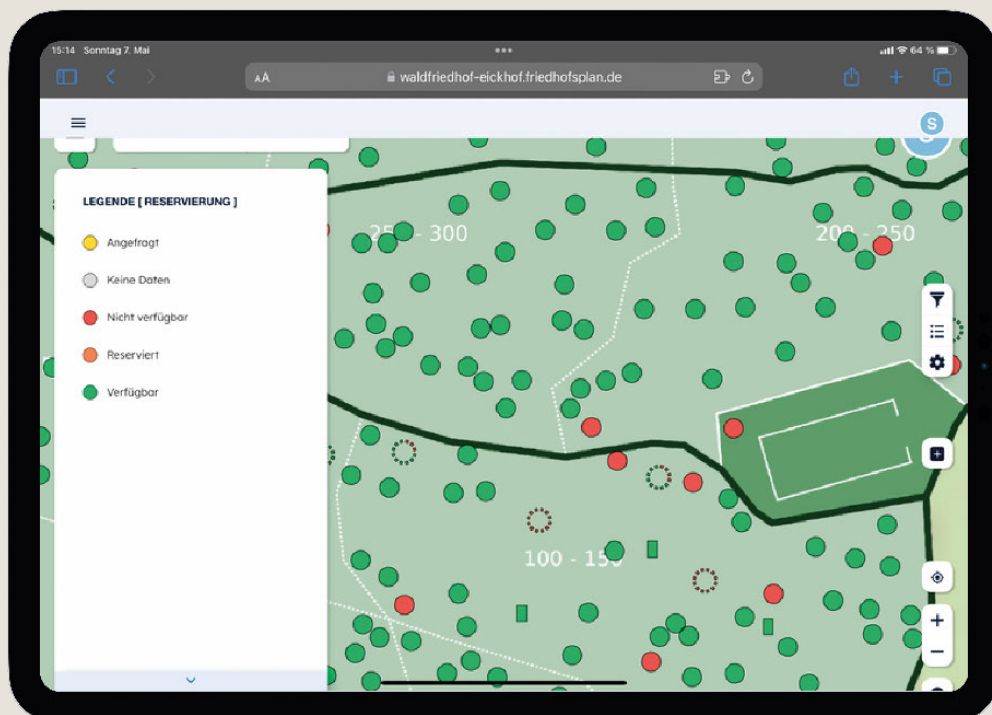 15:14 Sonntag 7. Mai
64 %
AA
waldfriedhof-eickhof.friedhofsplan.de
S
LEGENDE [ RESERVIERUNG ]
Angefragt
Keine Daten
Nicht verfügbar
Reserviert
Verfügbar
- 300
200 - 250
100 - 150